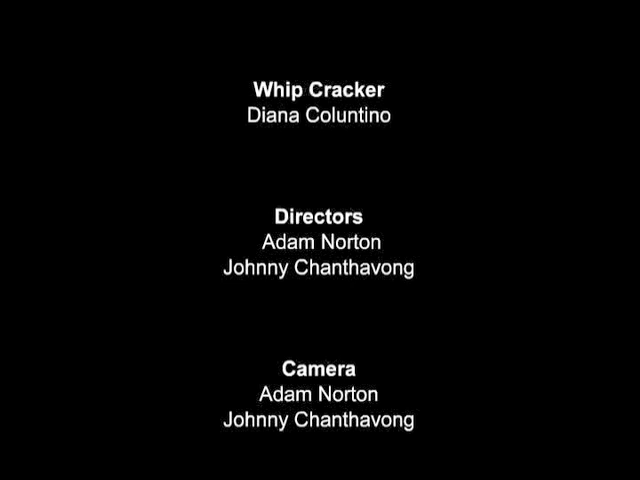 Whip Cracker
Diana Coluntino
Directors
Adam Norton
Johnny Chanthavong
Camera
Adam Norton
Johnny Chanthavong